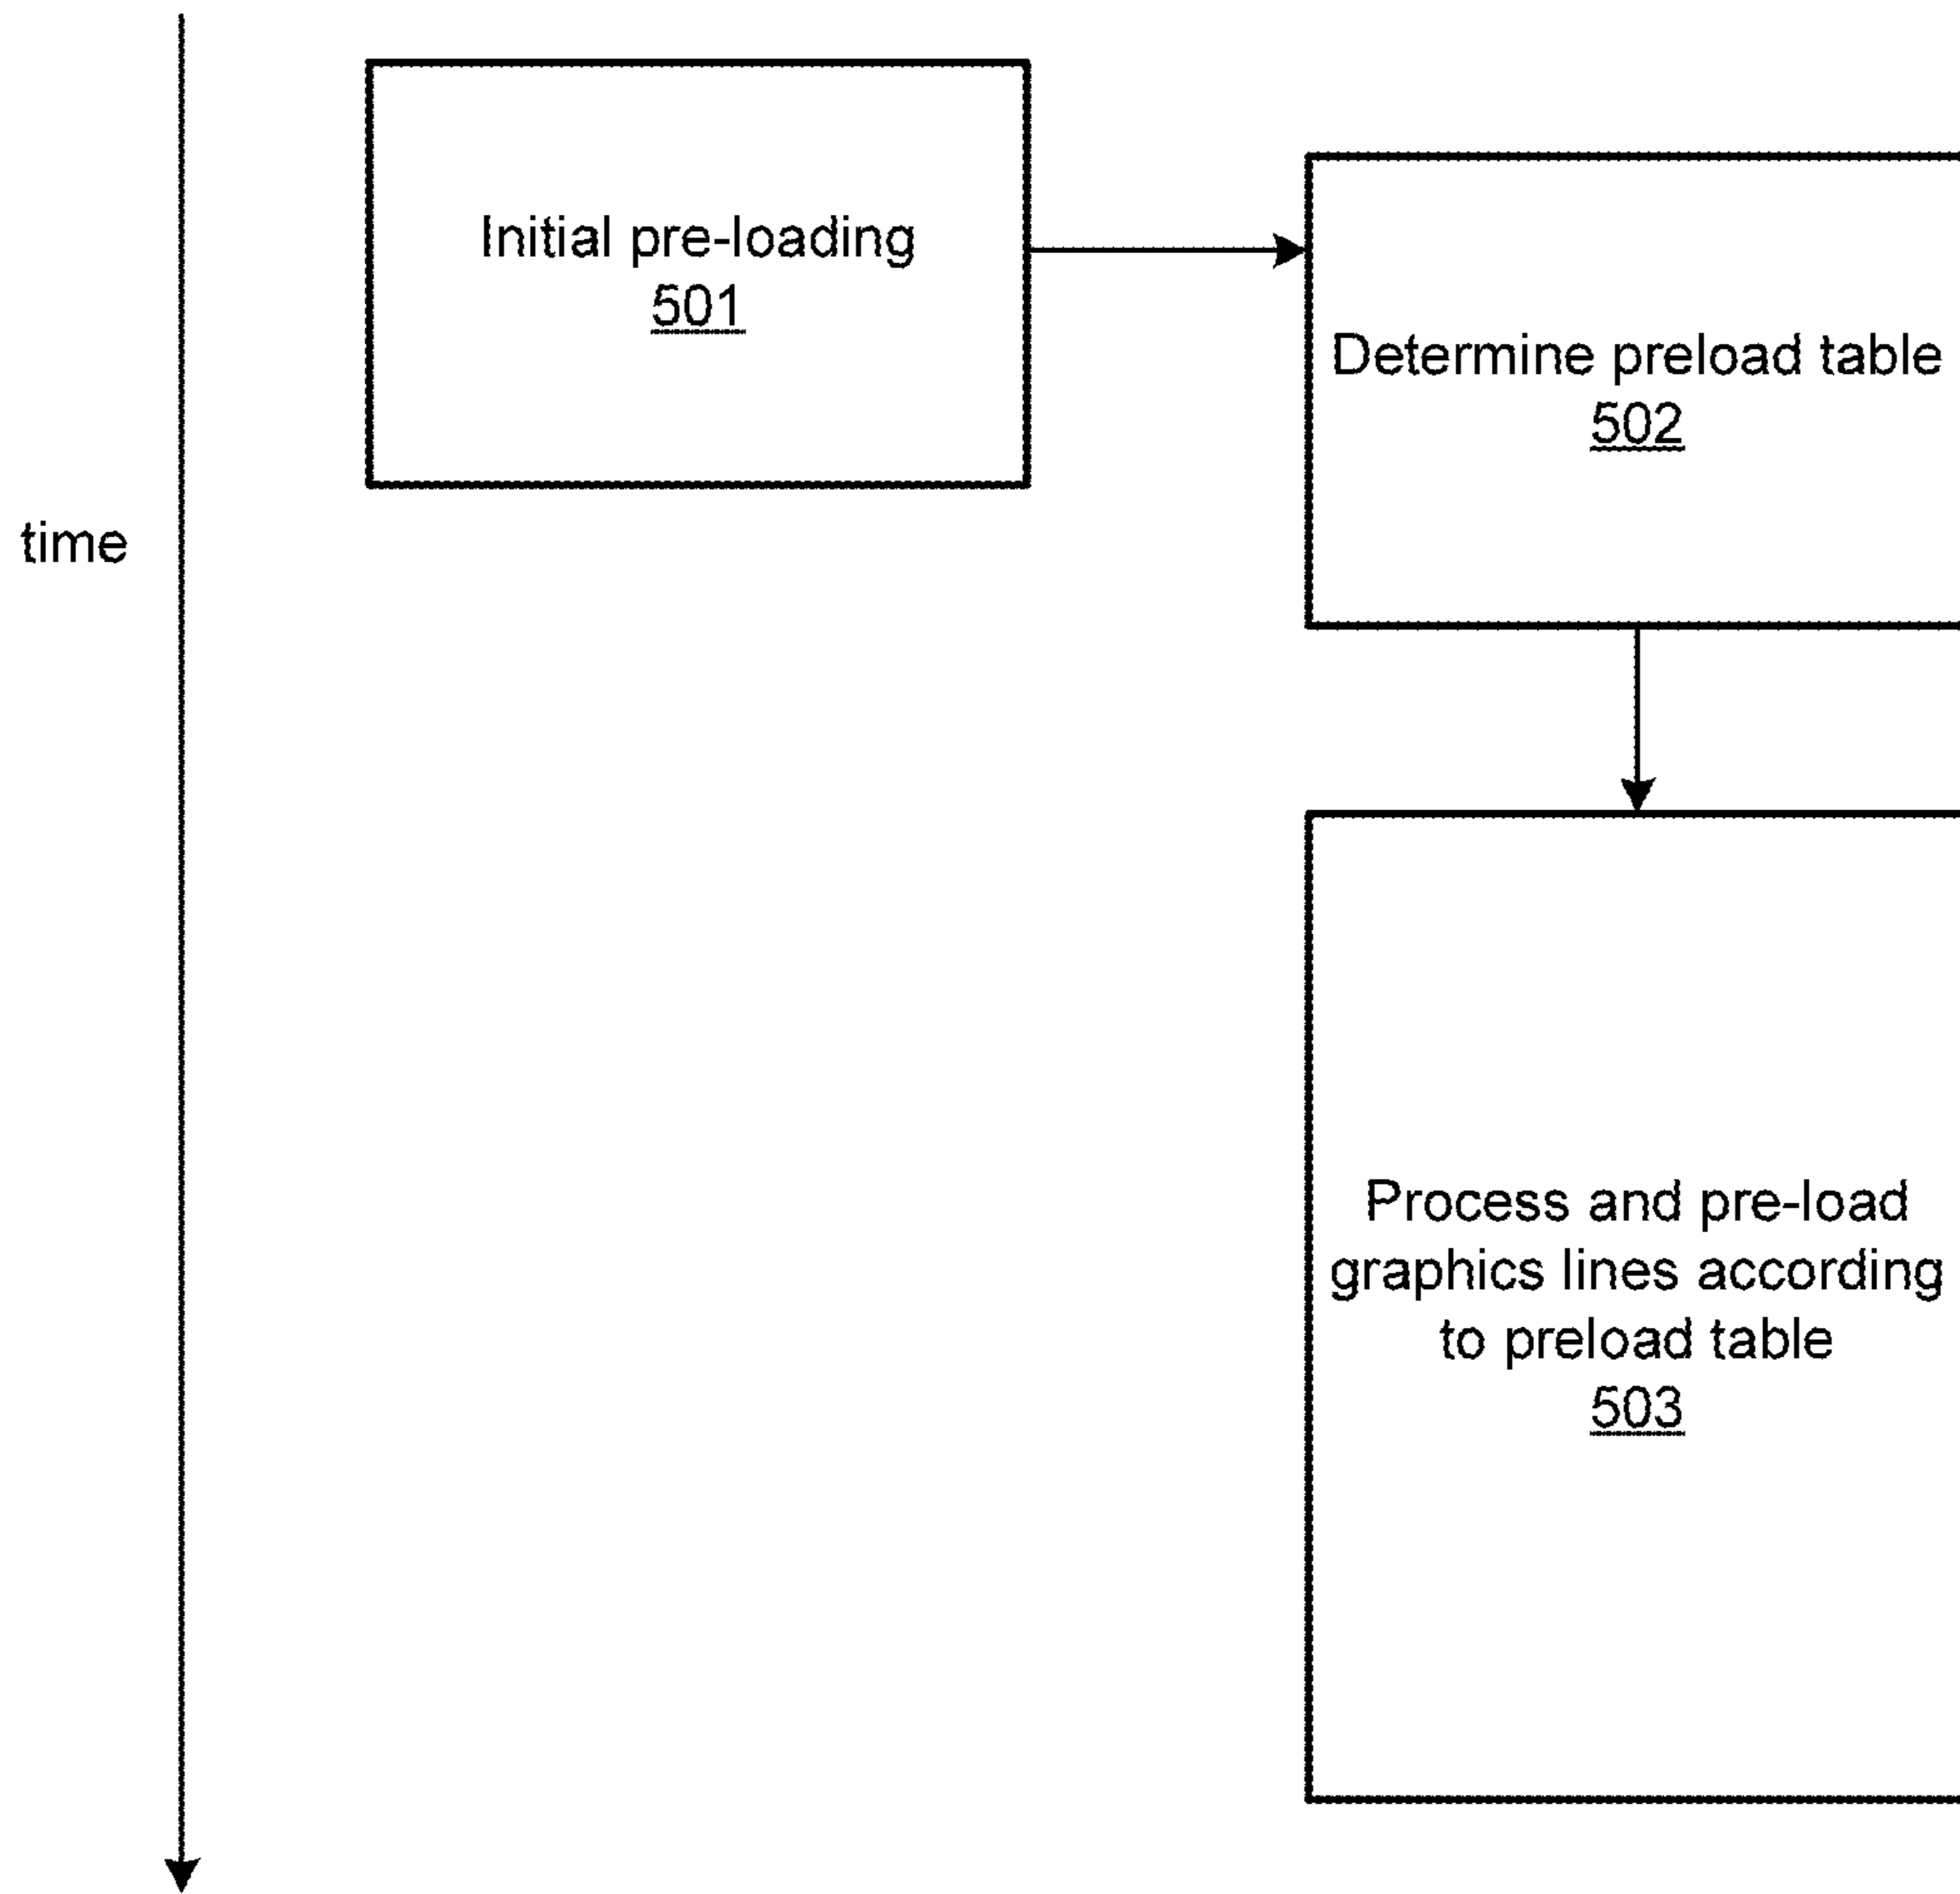 Initial pre-loading
501
Determine preload table
502
time
Process and pre-load
graphics lines according
to preload table
503